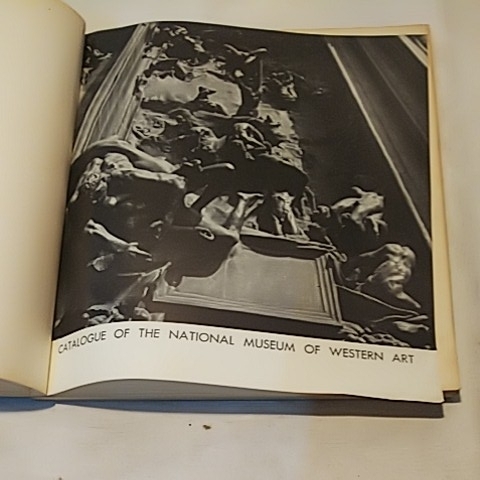 CATALOGUE OF THE NATIONAL MUSEUM OF WESTERN ART